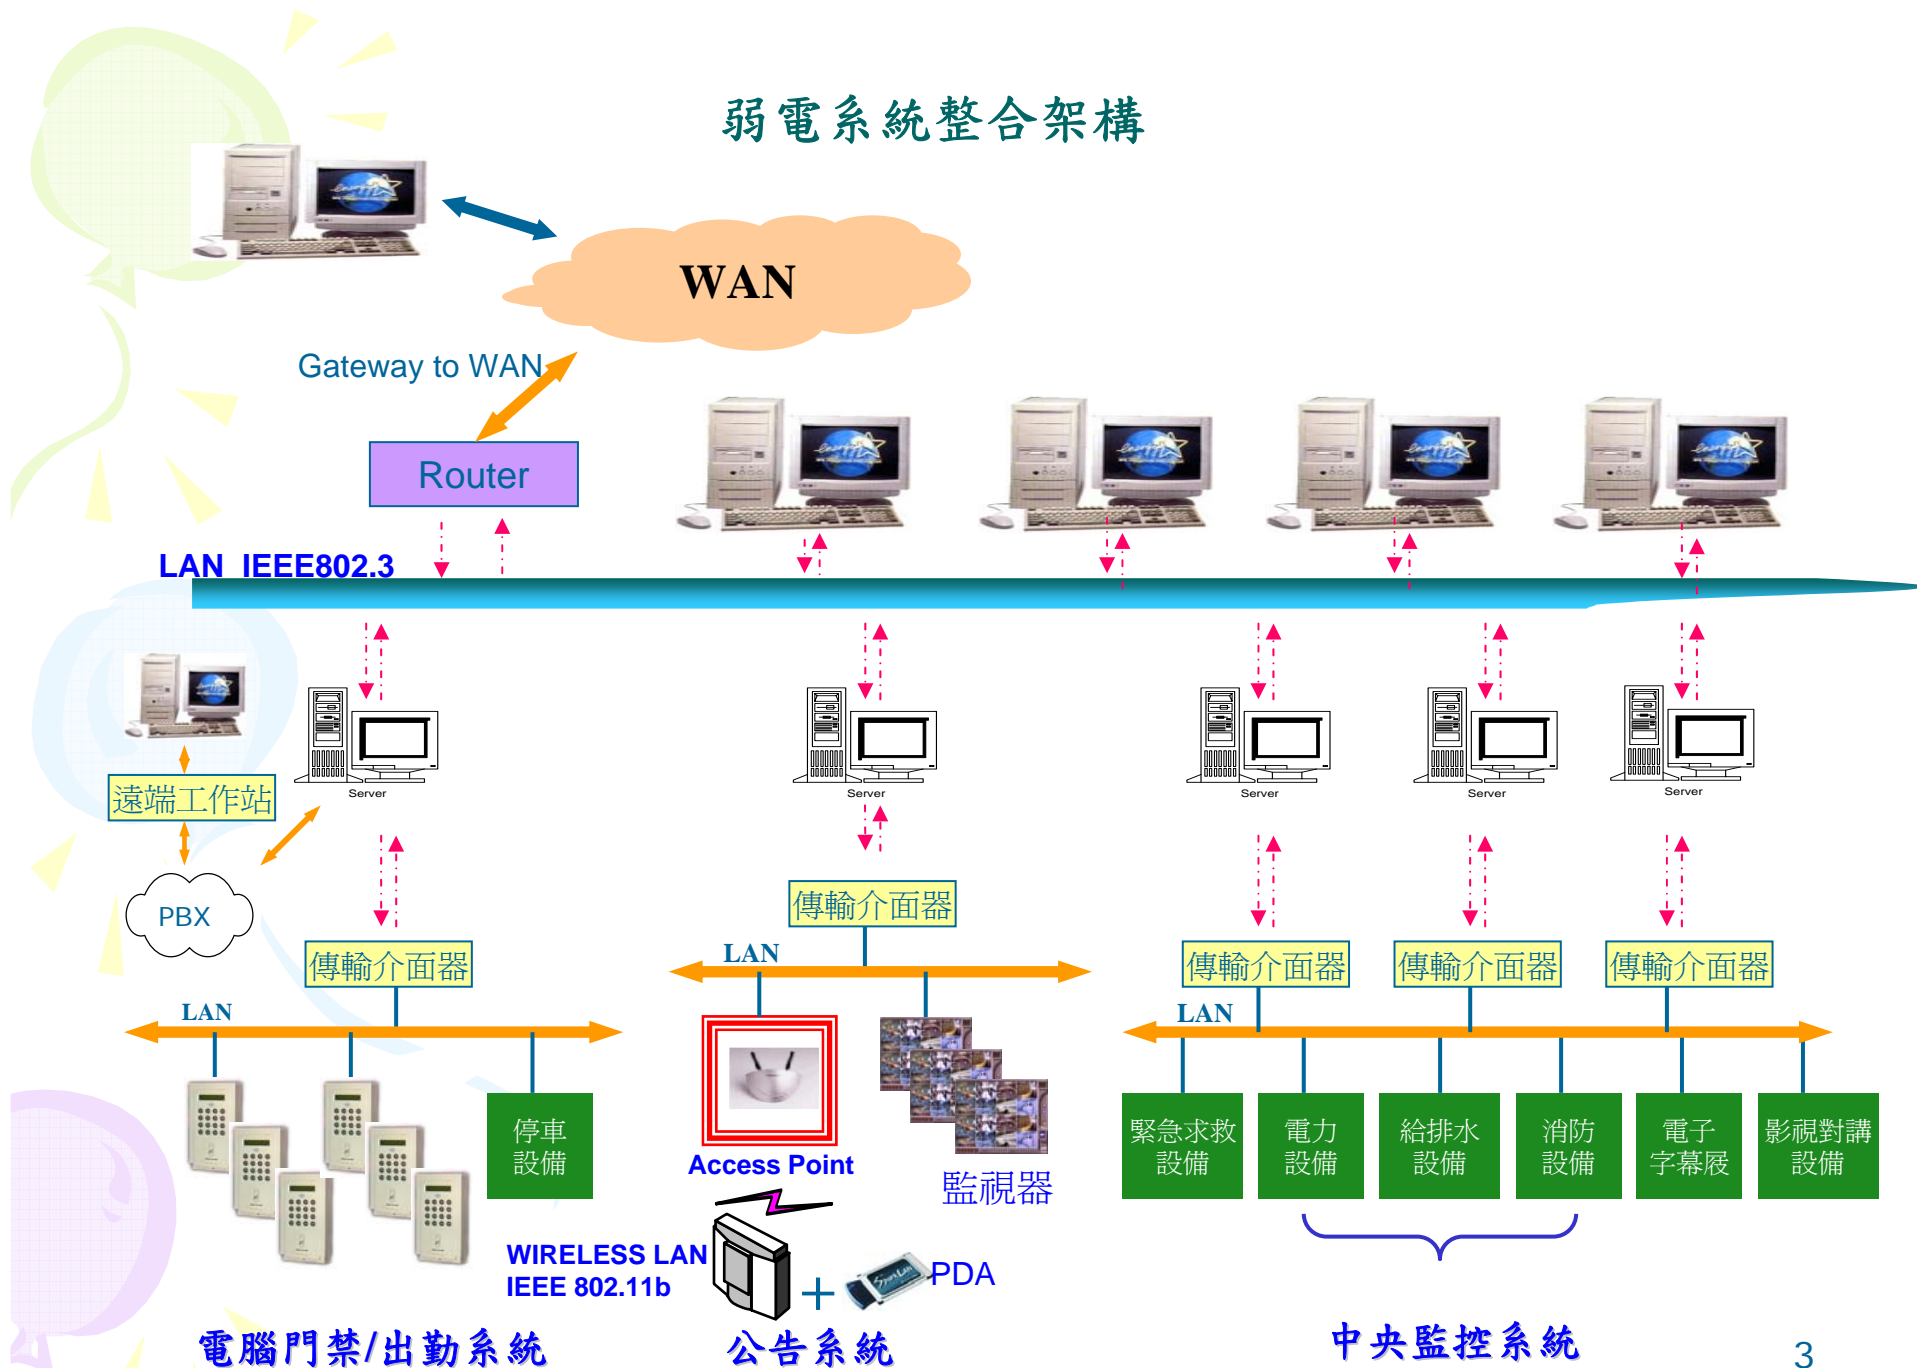 弱電系統整合架構
WAN
Gateway to WAN
Router
LAN IEEE802.3
Server
Server
Server
Server
Server
遠端工作站
PBX
傳輸介面器
傳輸介面器
傳輸介面器
傳輸介面器
傳輸介面器
LAN
LAN
LAN
停車
設備
Access Point
監視器
緊急求救
設備
電力
設備
給排水
設備
消防
設備
電子
字幕屐
影視對講
設備
WIRELESS LAN
IEEE 802.11b
PDA
電腦門禁/出勤系統
公告系統
中央監控系統
3